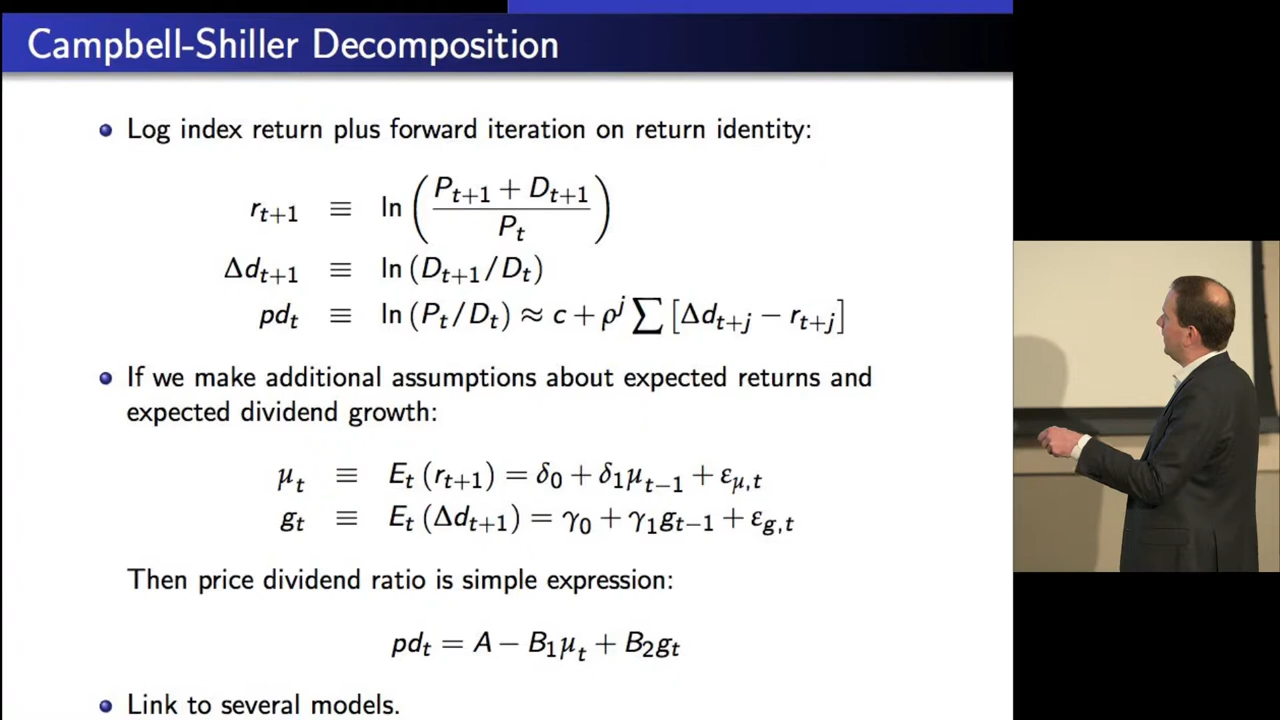 Campbell-Shiller Decomposition
Log index return plus forward iteration on return identity:
r_{t+1} ≡ ln ( (P_{t+1} + D_{t+1}) / P_t )
Δd_{t+1} ≡ ln (D_{t+1}/D_t)
pd_t ≡ ln (P_t/D_t) ≈ c + ρ^j ∑ [Δd_{t+j} − r_{t+j}]
If we make additional assumptions about expected returns and
expected dividend growth:
μ_t ≡ E_t (r_{t+1}) = δ_0 + δ_1μ_{t−1} + ε_{μ,t}
g_t ≡ E_t (Δd_{t+1}) = γ_0 + γ_1g_{t−1} + ε_{g,t}
Then price dividend ratio is simple expression:
pd_t = A − B_1μ_t + B_2g_t
Link to several models.